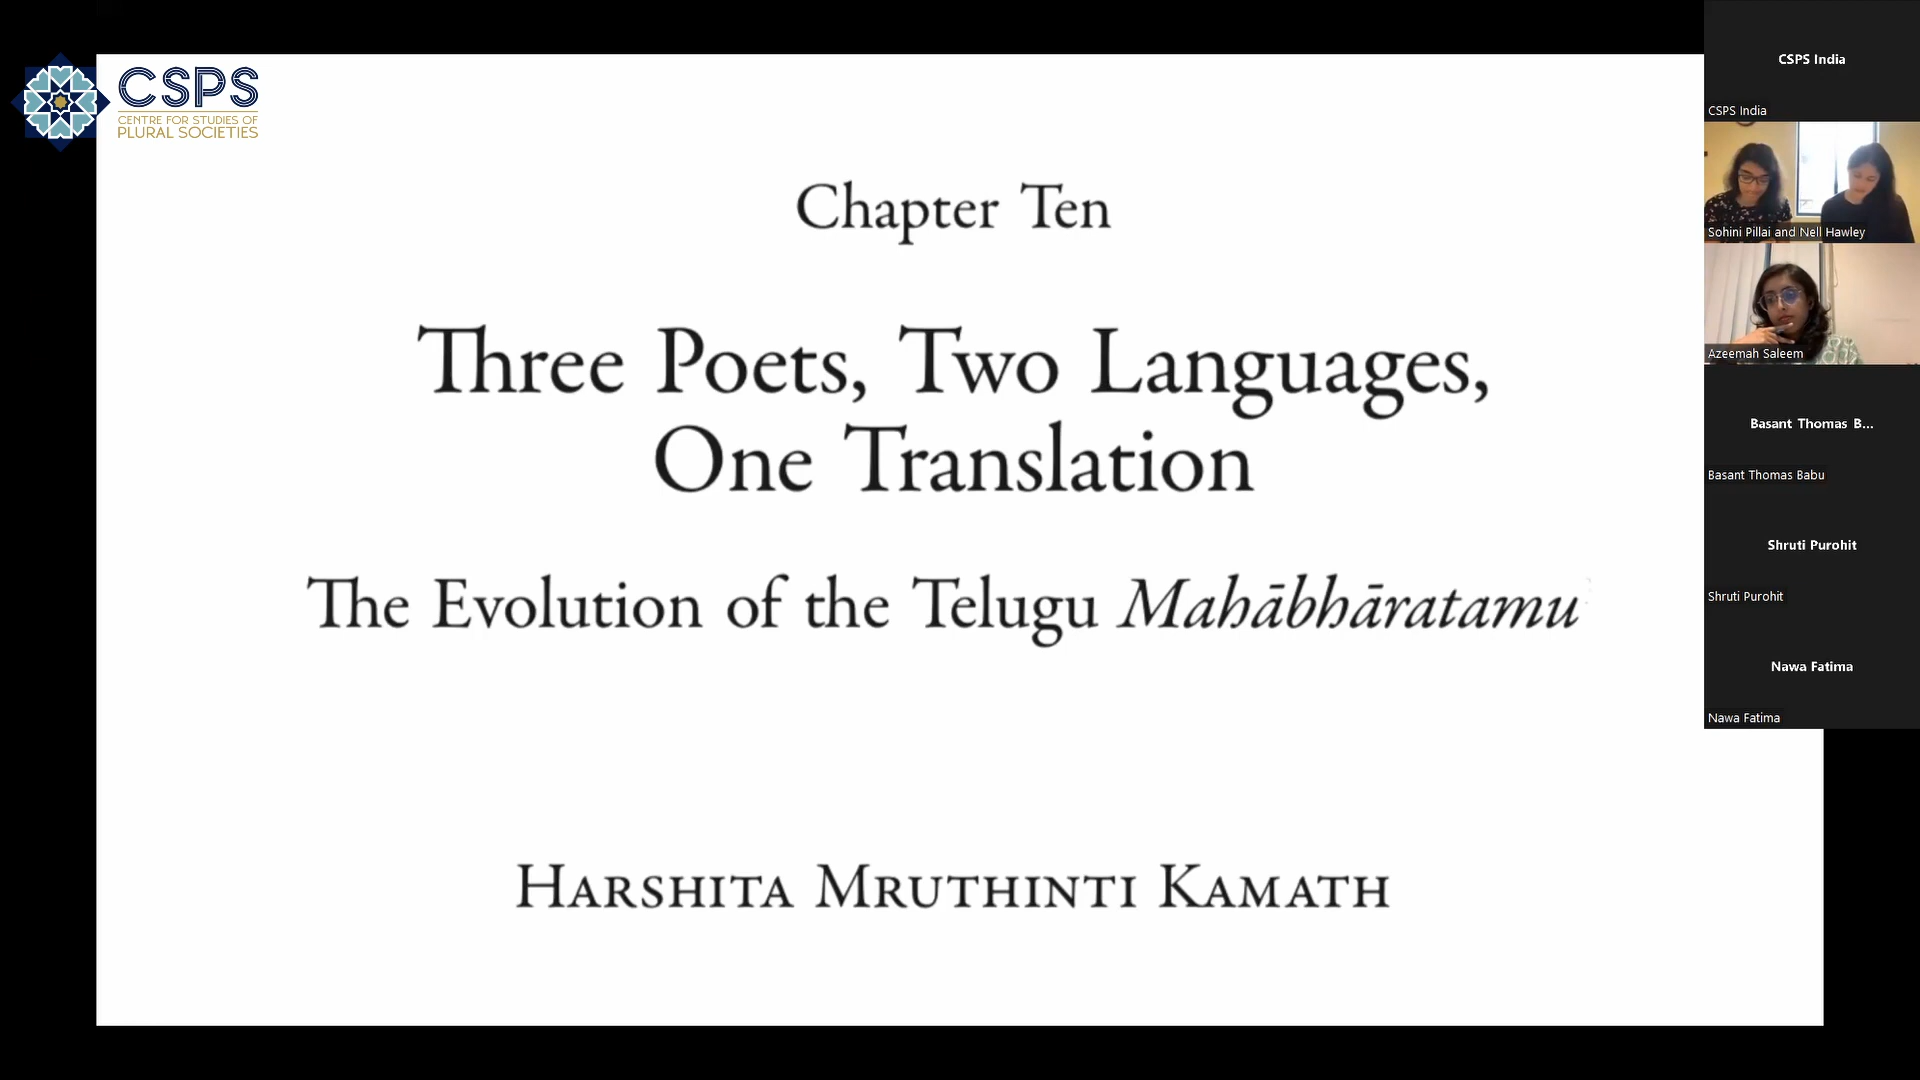 CSPS
CENTRE FOR STUDIES OF
PLURAL SOCIETIES
Chapter Ten
Three Poets, Two Languages,
One Translation
The Evolution of the Telugu Mahābhāratamu
HARSHITA MRUTHINTI KAMATH
CSPS India
CSPS India
Sohini Pillai and Nell Hawley
Azeemah Saleem
Basant Thomas B...
Basant Thomas Babu
Shruti Purohit
Shruti Purohit
Nawa Fatima
Nawa Fatima